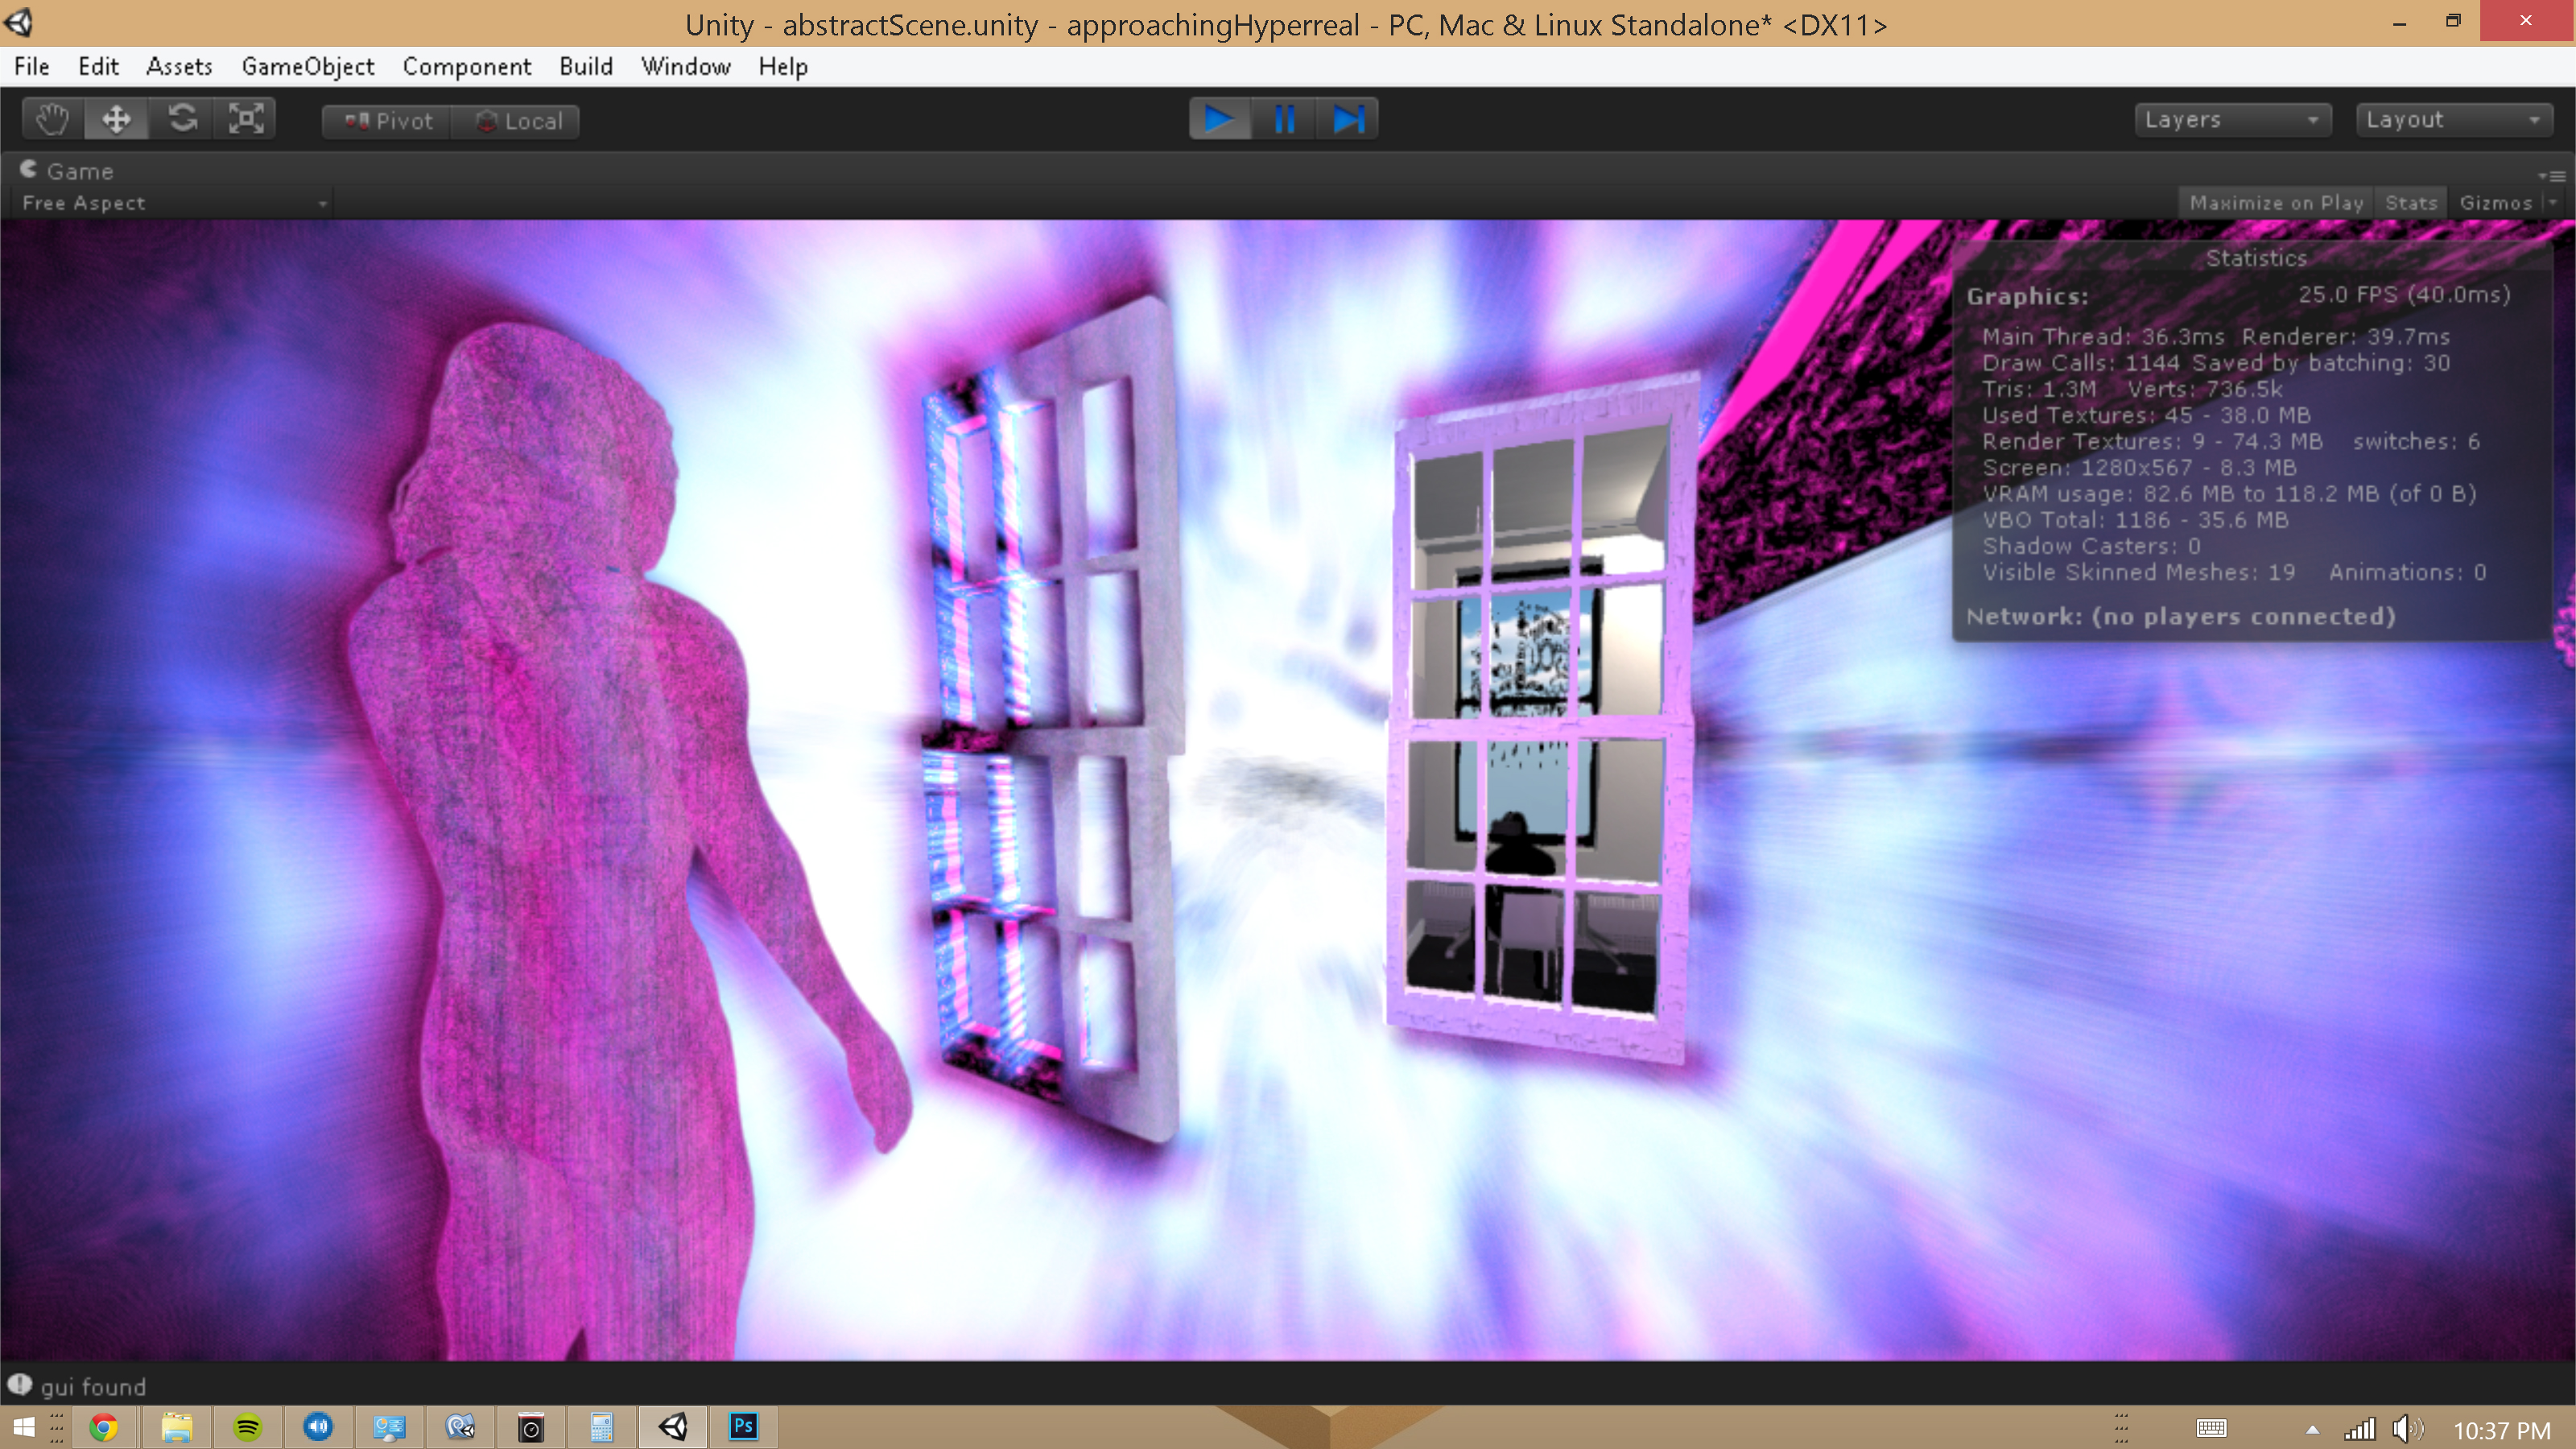 Unity - abstractScene.unity - approachingHyperreal - PC, Mac & Linux Standalone* <DX11>
File Edit Assets GameObject Component Build Window Help
Pivot Local Layers Layout
Game
Free Aspect Maximize on Play Stats Gizmos
Statistics
Graphics: 25.0 FPS (40.0ms)
Main Thread: 36.3ms Renderer: 39.7ms
Draw Calls: 1144 Saved by batching: 30
Tris: 1.3M Verts: 736.5k
Used Textures: 45 - 38.0 MB
Render Textures: 9 - 74.3 MB switches: 6
Screen: 1280x567 - 8.3 MB
VRAM usage: 82.6 MB to 118.2 MB (of 0 B)
VBO Total: 1186 - 35.6 MB
Shadow Casters: 0
Visible Skinned Meshes: 19 Animations: 0
Network: (no players connected)
gui found
Ps
10:37 PM